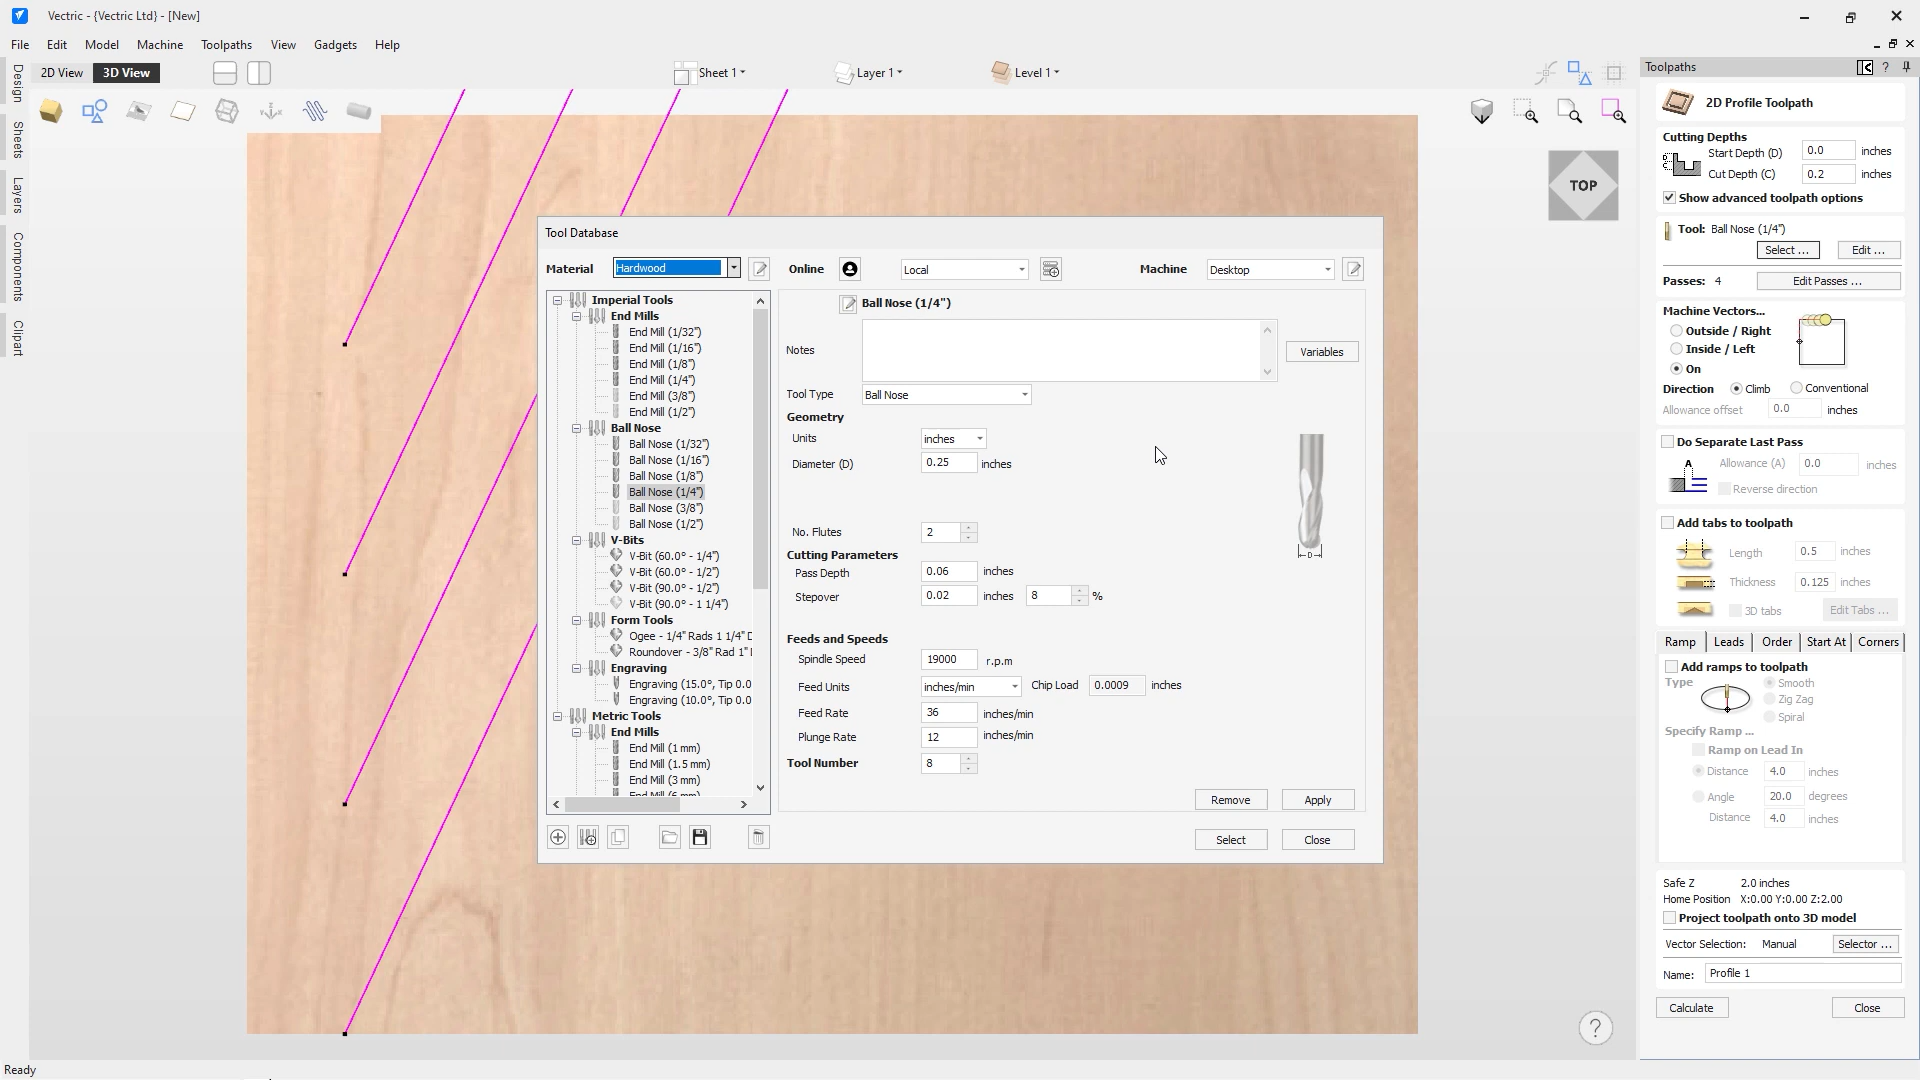 Vectric - {Vectric Ltd} - [New]
File Edit Model Machine Toolpaths View Gadgets Help
2D View 3D View Sheet 1 Layer 1 Level 1
Design
Sheets
Layers
Components
Clipart
TOP
Tool Database
Material Hardwood Online Local Machine Desktop
Imperial Tools
End Mills
End Mill (1/32")
End Mill (1/16")
End Mill (1/8")
End Mill (1/4")
End Mill (3/8")
End Mill (1/2")
Ball Nose
Ball Nose (1/32")
Ball Nose (1/16")
Ball Nose (1/8")
Ball Nose (1/4")
Ball Nose (3/8")
Ball Nose (1/2")
V-Bits
V-Bit (60.0° - 1/4")
V-Bit (60.0° - 1/2")
V-Bit (90.0° - 1/2")
V-Bit (90.0° - 1 1/4")
Form Tools
Ogee - 1/4" Rads 1 1/4" D
Roundover - 3/8" Rad 1"
Engraving
Engraving (15.0°, Tip 0.0
Engraving (10.0°, Tip 0.0
Metric Tools
End Mills
End Mill (1 mm)
End Mill (1.5 mm)
End Mill (3 mm)
End Mill (6 mm)
Ball Nose (1/4")
Notes
Variables
Tool Type Ball Nose
Geometry
Units inches
Diameter (D) 0.25 inches
D
No. Flutes 2
Cutting Parameters
Pass Depth 0.06 inches
Stepover 0.02 inches 8 %
Feeds and Speeds
Spindle Speed 19000 r.p.m
Feed Units inches/min Chip Load 0.0009 inches
Feed Rate 36 inches/min
Plunge Rate 12 inches/min
Tool Number 8
Remove Apply
Select Close
Toolpaths ?
2D Profile Toolpath
Cutting Depths
Start Depth (D) 0.0 inches
Cut Depth (C) 0.2 inches
Show advanced toolpath options
Tool: Ball Nose (1/4")
Select ... Edit ...
Passes: 4 Edit Passes ...
Machine Vectors...
Outside / Right
Inside / Left
On
Direction Climb Conventional
Allowance offset 0.0 inches
Do Separate Last Pass
A Allowance (A) 0.0 inches
Reverse direction
Add tabs to toolpath
Length 0.5 inches
Thickness 0.125 inches
3D tabs Edit Tabs ...
Ramp Leads Order Start At Corners
Add ramps to toolpath
Type Smooth
Zig Zag
Spiral
Specify Ramp ...
Ramp on Lead In
Distance 4.0 inches
Angle 20.0 degrees
Distance 4.0 inches
Safe Z 2.0 inches
Home Position X:0.00 Y:0.00 Z:2.00
Project toolpath onto 3D model
Vector Selection: Manual Selector ...
Name: Profile 1
Calculate Close
?
Ready